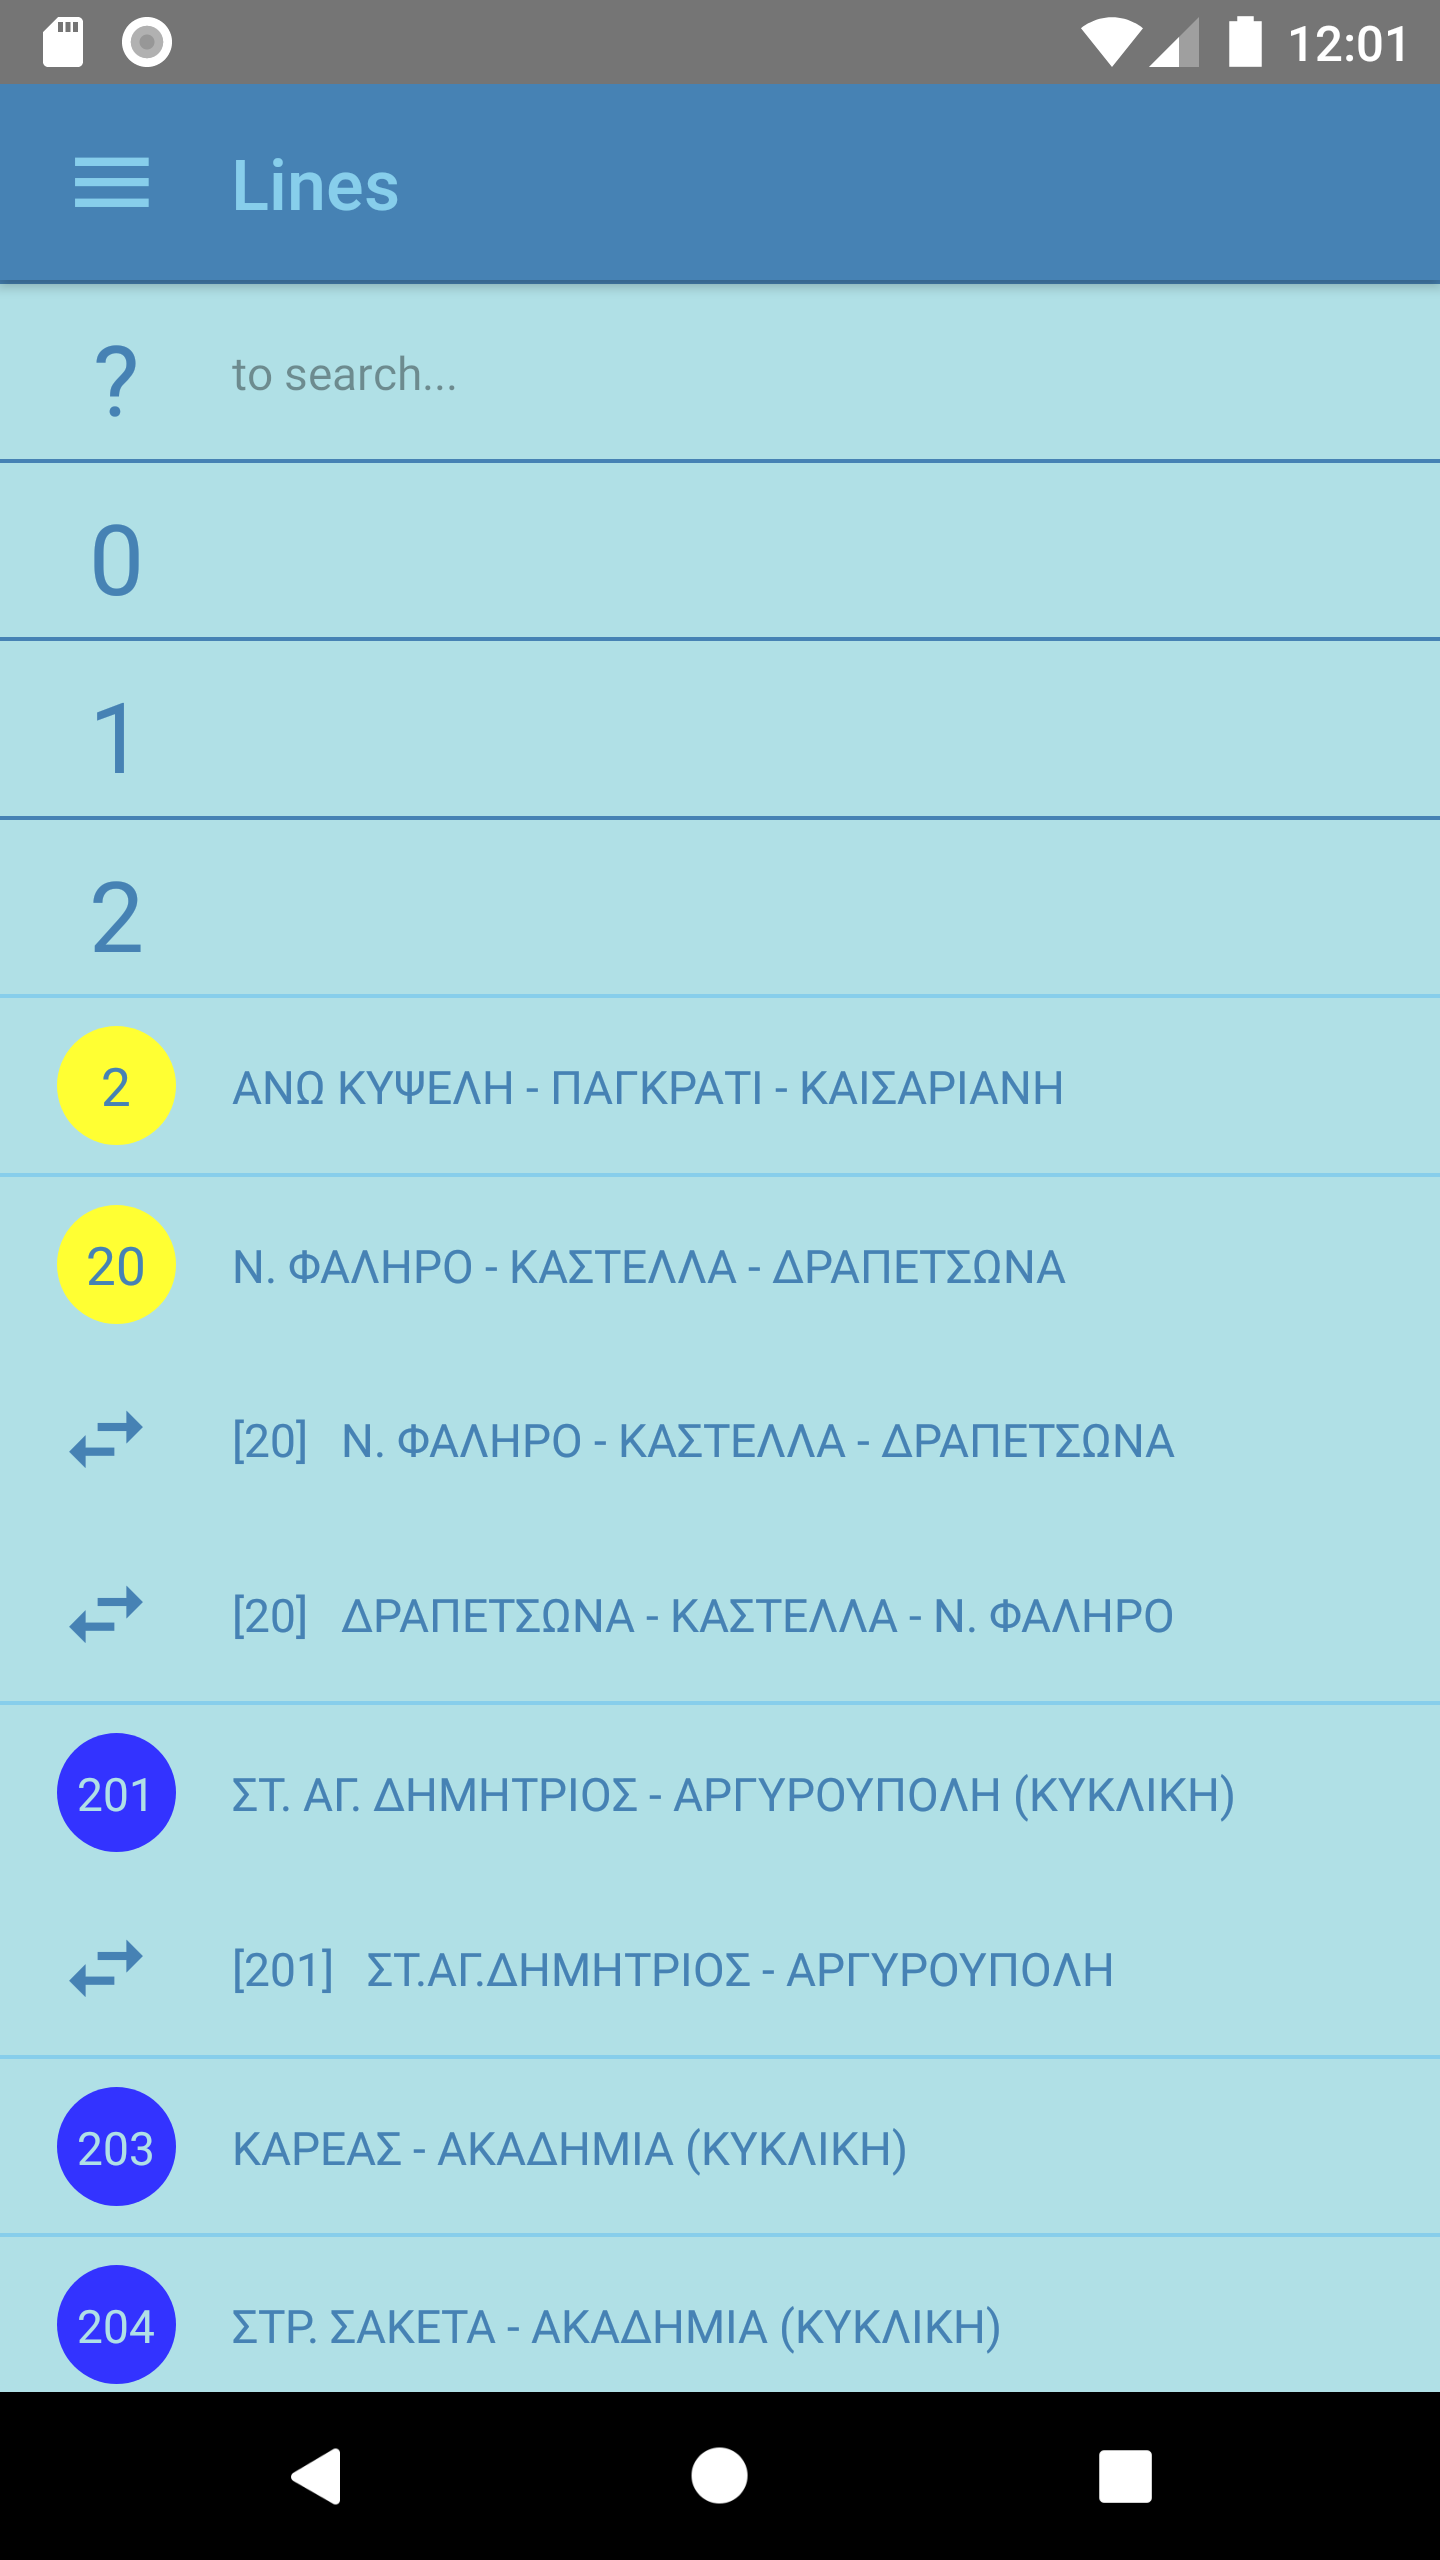 12:01
Lines
? to search...
0
1
2
2 ΑΝΩ ΚΥΨΕΛΗ - ΠΑΓΚΡΑΤΙ - ΚΑΙΣΑΡΙΑΝΗ
20 Ν. ΦΑΛΗΡΟ - ΚΑΣΤΕΛΛΑ - ΔΡΑΠΕΤΣΩΝΑ
[20] Ν. ΦΑΛΗΡΟ - ΚΑΣΤΕΛΛΑ - ΔΡΑΠΕΤΣΩΝΑ
[20] ΔΡΑΠΕΤΣΩΝΑ - ΚΑΣΤΕΛΛΑ - Ν. ΦΑΛΗΡΟ
201 ΣΤ. ΑΓ. ΔΗΜΗΤΡΙΟΣ - ΑΡΓΥΡΟΥΠΟΛΗ (ΚΥΚΛΙΚΗ)
[201] ΣΤ.ΑΓ.ΔΗΜΗΤΡΙΟΣ - ΑΡΓΥΡΟΥΠΟΛΗ
203 ΚΑΡΕΑΣ - ΑΚΑΔΗΜΙΑ (ΚΥΚΛΙΚΗ)
204 ΣΤΡ. ΣΑΚΕΤΑ - ΑΚΑΔΗΜΙΑ (ΚΥΚΛΙΚΗ)